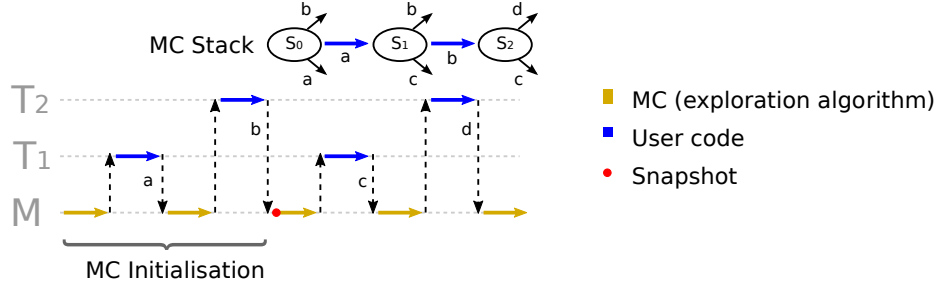 b b d
MC Stack S0 S1 S2
a b
a c c
T2
b d
T1
a c
M
MC Initialisation
MC (exploration algorithm)
User code
Snapshot